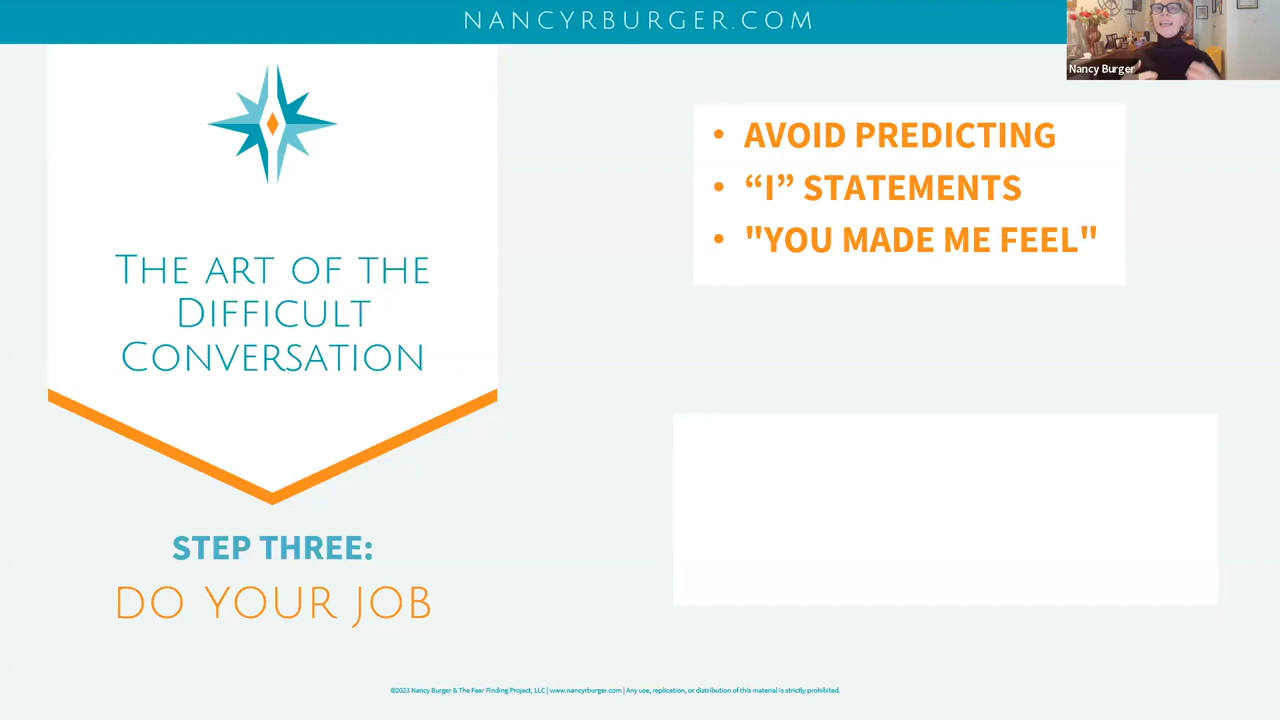 NANCYRBURGER.COM
Nancy Burger
THE ART OF THE
DIFFICULT
CONVERSATION
STEP THREE:
DO YOUR JOB
• AVOID PREDICTING
• “I” STATEMENTS
• "YOU MADE ME FEEL"
©2023 Nancy Burger & The Fear Finding Project, LLC | www.nancyrburger.com | Any use, replication, or distribution of this material is strictly prohibited.